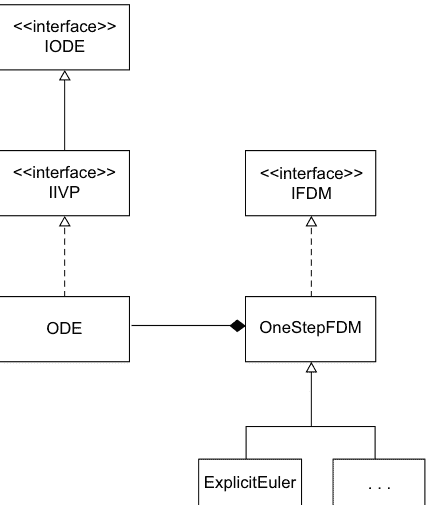 <<interface>>
IODE
<<interface>>
IIVP
<<interface>>
IFDM
ODE
OneStepFDM
ExplicitEuler
. . .